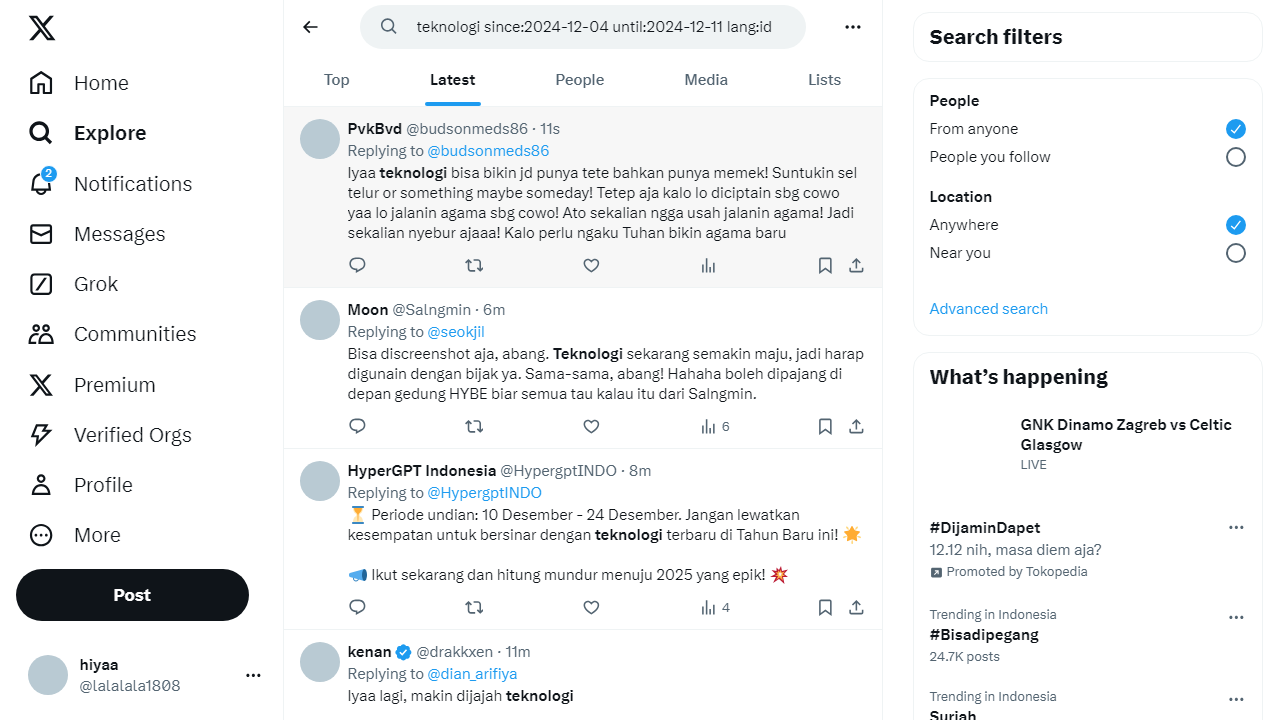 Home
Explore
2
Notifications
Messages
Grok
Communities
Premium
Verified Orgs
Profile
More
Post
hiyaa
@lalalala1808
teknologi since:2024-12-04 until:2024-12-11 lang:id
Top
Latest
People
Media
Lists
PvkBvd @budsonmeds86 · 11s
Replying to @budsonmeds86
Iyaa teknologi bisa bikin jd punya tete bahkan punya memek! Suntukin sel
telur or something maybe someday! Tetep aja kalo lo diciptain sbg cowo
yaa lo jalanin agama sbg cowo! Ato sekalian ngga usah jalanin agama! Jadi
sekalian nyebur ajaaa! Kalo perlu ngaku Tuhan bikin agama baru
Moon @Salngmin · 6m
Replying to @seokjil
Bisa discreenshot aja, abang. Teknologi sekarang semakin maju, jadi harap
digunain dengan bijak ya. Sama-sama, abang! Hahaha boleh dipajang di
depan gedung HYBE biar semua tau kalau itu dari Salngmin.
6
HyperGPT Indonesia @HypergptINDO · 8m
Replying to @HypergptINDO
⏳ Periode undian: 10 Desember - 24 Desember. Jangan lewatkan
kesempatan untuk bersinar dengan teknologi terbaru di Tahun Baru ini! 🌟
📣 Ikut sekarang dan hitung mundur menuju 2025 yang epik! 💥
4
kenan @drakkxen · 11m
Replying to @dian_arifiya
Iyaa lagi, makin dijajah teknologi
Search filters
People
From anyone
People you follow
Location
Anywhere
Near you
Advanced search
What’s happening
GNK Dinamo Zagreb vs Celtic
Glasgow
LIVE
#DijaminDapet
12.12 nih, masa diem aja?
Promoted by Tokopedia
Trending in Indonesia
#Bisadipegang
24.7K posts
Trending in Indonesia
Suriah